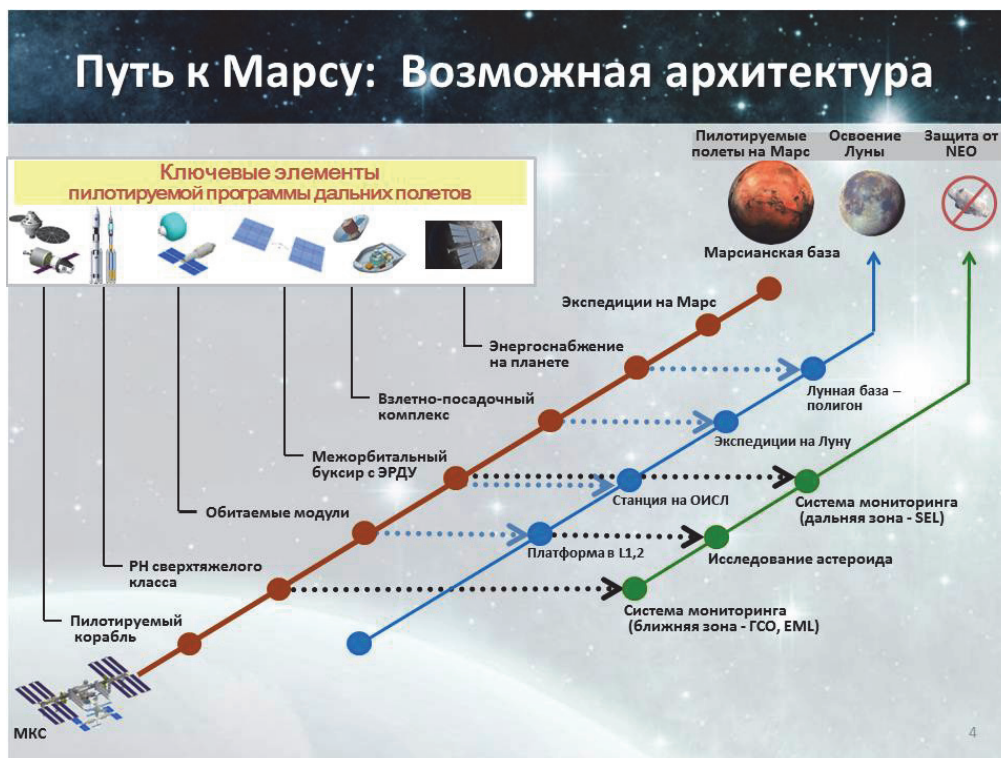 Путь к Марсу: Возможная архитектура
Пилотируемые
полеты на Марс
Освоение
Луны
Защита от
NEO
Ключевые элементы
пилотируемой программы дальних полетов
Марсианская база
Экспедиции на Марс
Энергоснабжение
на планете
Лунная база –
полигон
Взлетно-посадочный
комплекс
Экспедиции на Луну
Межорбитальный
буксир с ЭРДУ
Станция на ОИСЛ
Система мониторинга
(дальняя зона - SEL)
Обитаемые модули
Платформа в L1,2
Исследование астероида
РН сверхтяжелого
класса
Система мониторинга
(ближняя зона - ГСО, EML)
Пилотируемый
корабль
МКС
4